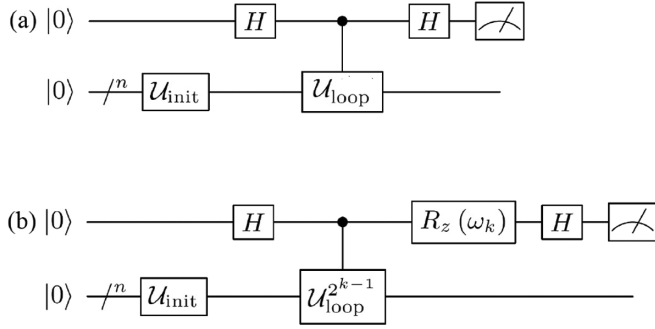 (a) |0⟩ H H
|0⟩ n 𝒰init 𝒰loop
(b) |0⟩ H Rz (ωk) H
|0⟩ n 𝒰init 𝒰loop 2^k−1